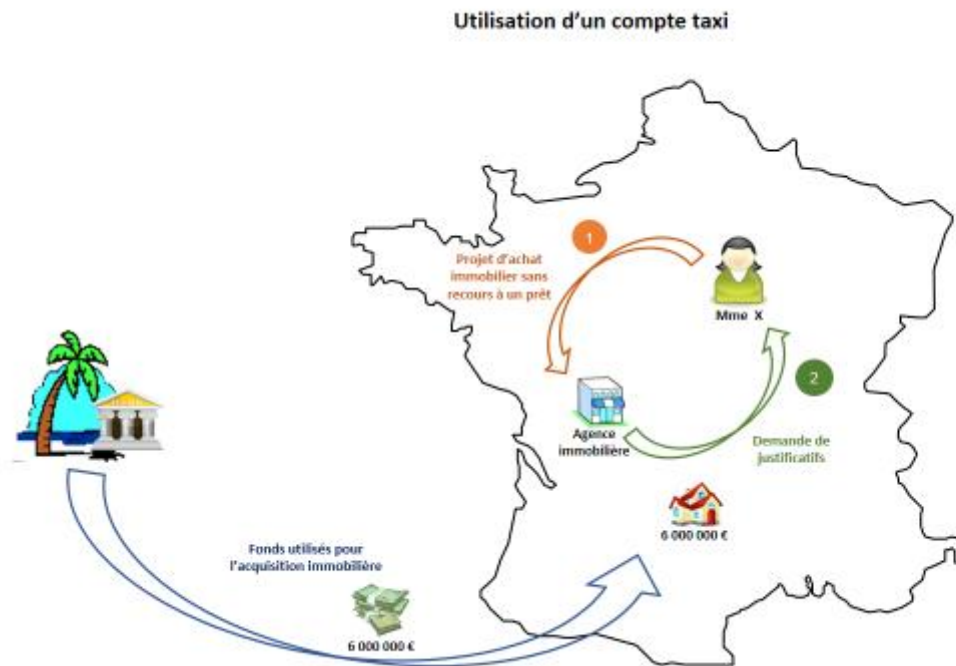 Utilisation d'un compte taxi
1
Projet d'achat
immobilier sans
recours à un prêt
Mme X
2
Agence
immobilière
Demande de
justificatifs
6 000 000 €
Fonds utilisés pour
l'acquisition immobilière
6 000 000 €